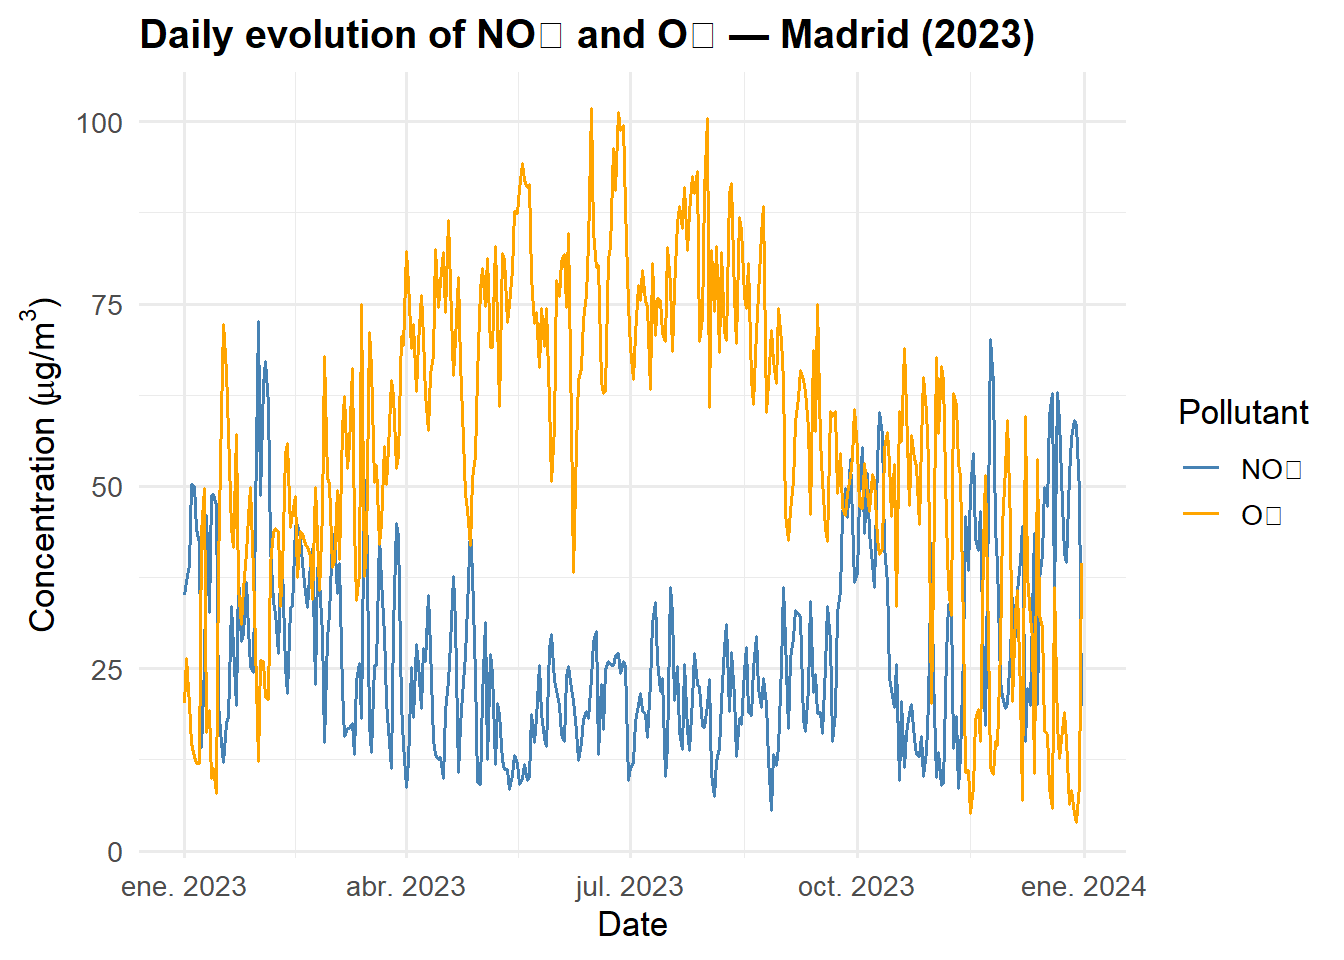 Daily evolution of NO□ and O□ — Madrid (2023)
Concentration (μg/m³)
100
75
50
25
0
ene. 2023
abr. 2023
jul. 2023
oct. 2023
ene. 2024
Date
Pollutant
NO□
O□